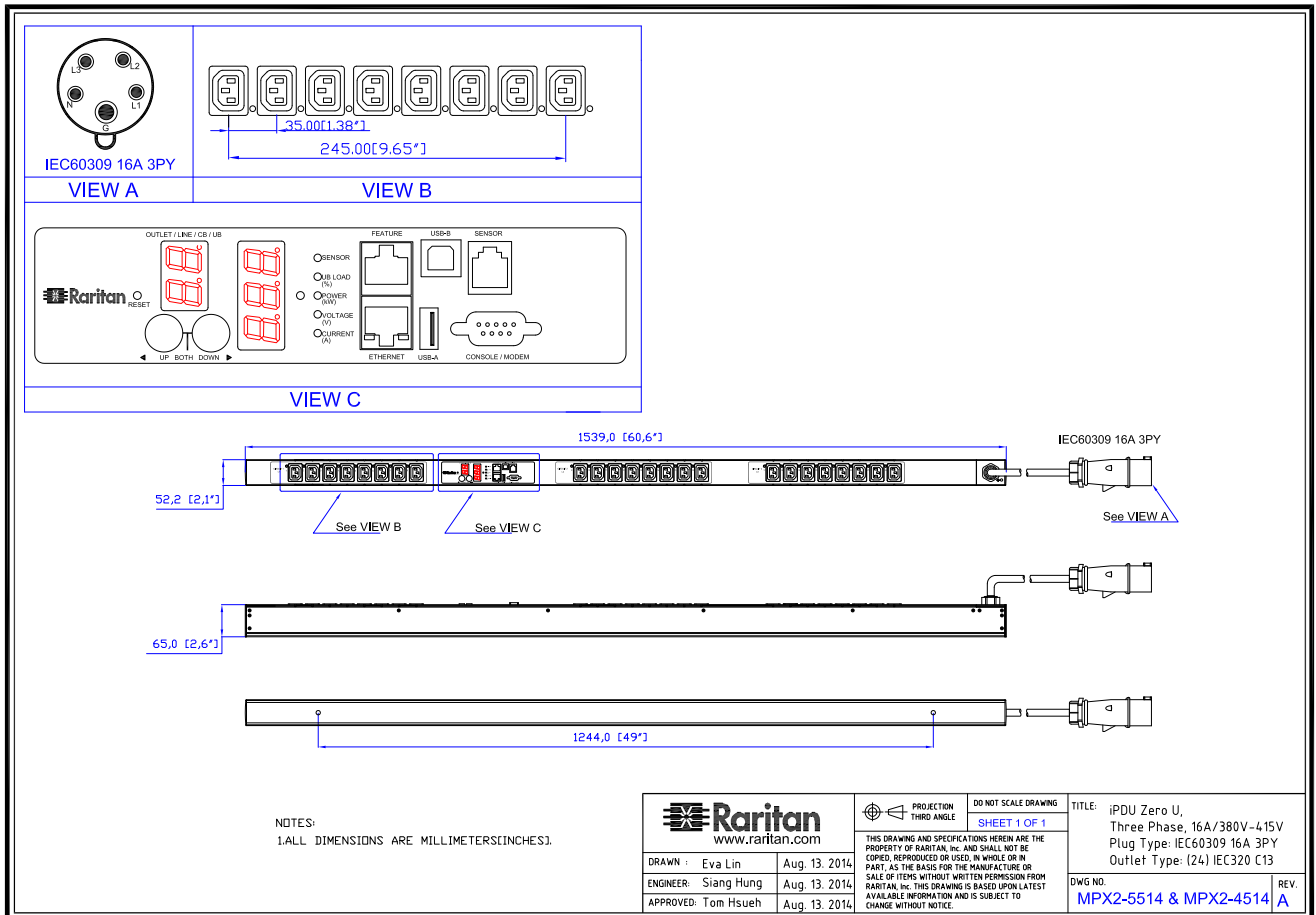 L3
L2
N
L1
G
IEC60309 16A 3PY
VIEW A
35.00[1.38"]
245.00[9.65"]
VIEW B
OUTLET / LINE / CB / UB
FEATURE
USB-B
SENSOR
C
SENSOR
UB LOAD
(%)
POWER
(kW)
VOLTAGE
(V)
CURRENT
(A)
Raritan
RESET
UP BOTH DOWN
ETHERNET
USB-A
CONSOLE / MODEM
VIEW C
1539,0 [60,6"]
IEC60309 16A 3PY
52,2 [2,1"]
See VIEW B
See VIEW C
See VIEW A
65,0 [2,6"]
1244,0 [49"]
NOTES:
1.ALL DIMENSIONS ARE MILLIMETERS[INCHES].
Raritan
www.raritan.com
DRAWN : Eva Lin Aug. 13. 2014
ENGINEER: Siang Hung Aug. 13. 2014
APPROVED: Tom Hsueh Aug. 13. 2014
PROJECTION
THIRD ANGLE
DO NOT SCALE DRAWING
SHEET 1 OF 1
THIS DRAWING AND SPECIFICATIONS HEREIN ARE THE
PROPERTY OF RARITAN, Inc. AND SHALL NOT BE
COPIED, REPRODUCED OR USED, IN WHOLE OR IN
PART, AS THE BASIS FOR THE MANUFACTURE OR
SALE OF ITEMS WITHOUT WRITTEN PERMISSION FROM
RARITAN, Inc. THIS DRAWING IS BASED UPON LATEST
AVAILABLE INFORMATION AND IS SUBJECT TO
CHANGE WITHOUT NOTICE.
TITLE: iPDU Zero U,
Three Phase, 16A/380V-415V
Plug Type: IEC60309 16A 3PY
Outlet Type: (24) IEC320 C13
DWG NO.
MPX2-5514 & MPX2-4514
REV.
A